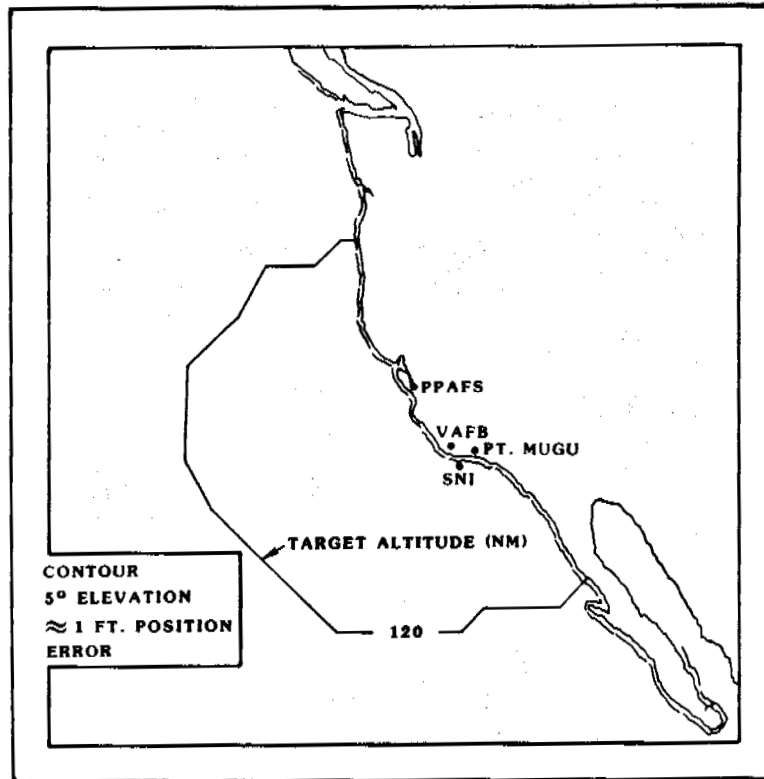 PPAFS
VAFB
PT. MUGU
SNI
TARGET ALTITUDE (NM)
CONTOUR
5° ELEVATION
≈ 1 FT. POSITION
ERROR
120